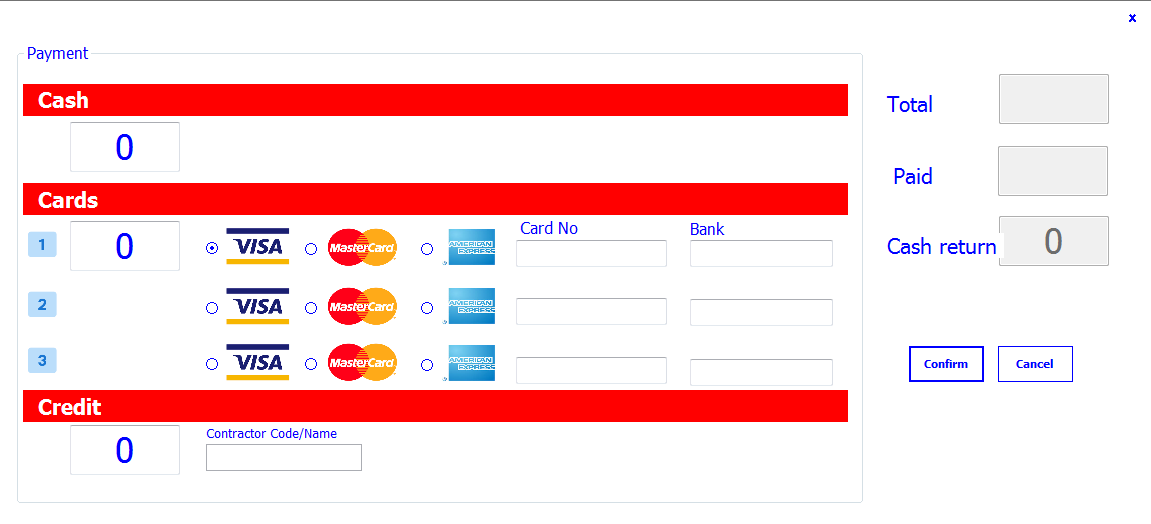 x
Payment
Cash
0
Total
Paid
Cards
Card No
Bank
1
0
VISA
MasterCard
AMERICAN EXPRESS
Cash return
0
2
VISA
MasterCard
AMERICAN EXPRESS
3
VISA
MasterCard
AMERICAN EXPRESS
Confirm
Cancel
Credit
0
Contractor Code/Name